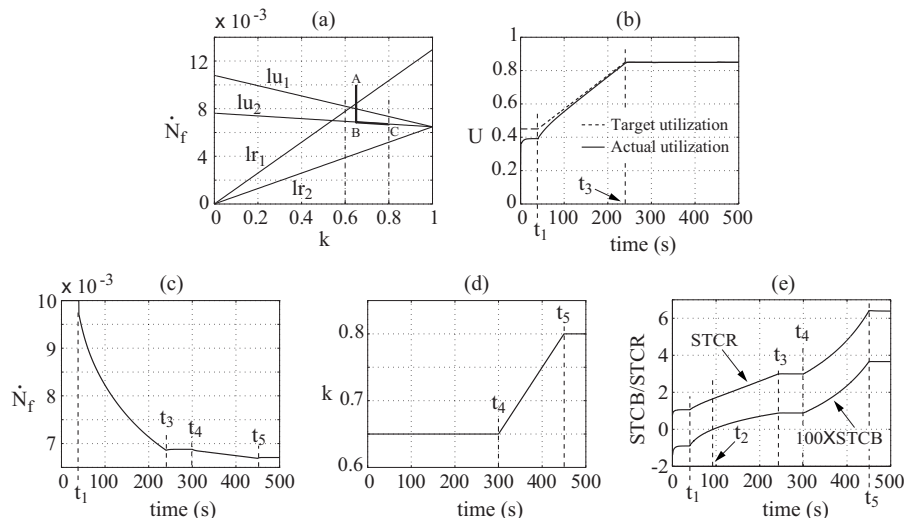 (a)
x 10⁻³
12
8
4
0
Ṅf
lu₁
lu₂
lr₁
lr₂
A
B
C
0 0.2 0.4 0.6 0.8 1
k
(b)
1
0.8
0.6
0.4
0.2
0
U
Target utilization
Actual utilization
t₃
0 100 200 300 400 500
t₁
time (s)
(c)
x 10⁻³
10
9
8
7
Ṅf
t₃ t₄ t₅
0 100 200 300 400 500
t₁
time (s)
(d)
0.8
0.6
k
t₅
t₄
0 100 200 300 400 500
time (s)
(e)
6
4
2
0
-2
STCB/STCR
STCR
t₃
t₄
t₂
100XSTCB
0 100 200 300 400 500
t₁
t₅
time (s)